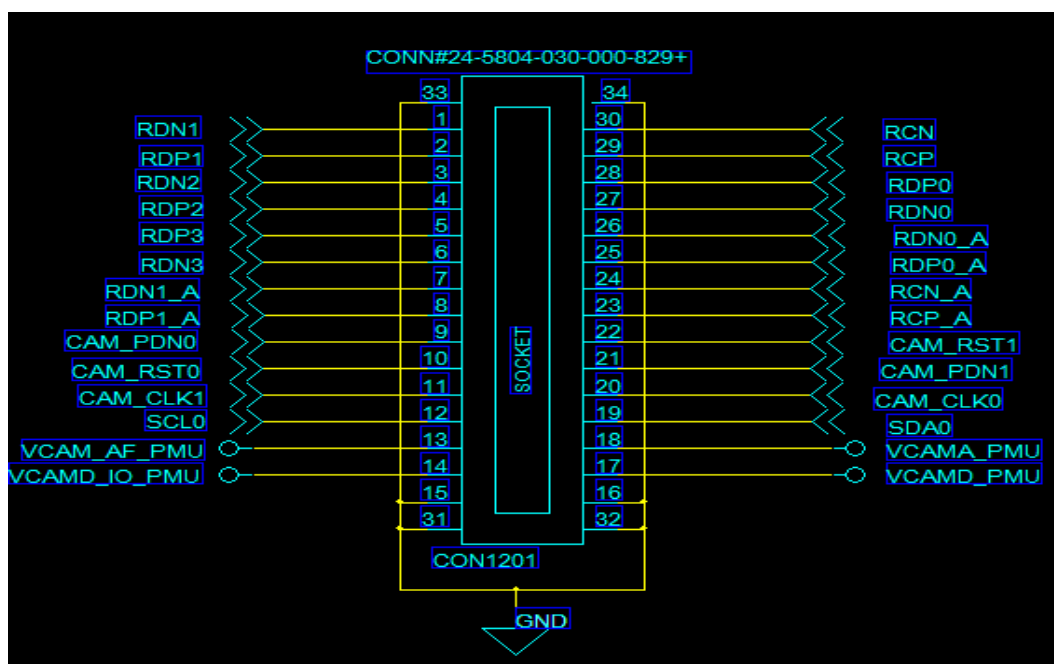 CONN#24-5804-030-000-829+
33 34
RDN1 1 30 RCN
RDP1 2 29 RCP
RDN2 3 28 RDP0
RDP2 4 27 RDN0
RDP3 5 26 RDN0_A
RDN3 6 25 RDP0_A
RDN1_A 7 24 RCN_A
RDP1_A 8 23 RCP_A
CAM_PDN0 9 22 CAM_RST1
CAM_RST0 10 21 CAM_PDN1
CAM_CLK1 11 20 CAM_CLK0
SCL0 12 19 SDA0
VCAM_AF_PMU 13 18 VCAMA_PMU
VCAMD_IO_PMU 14 17 VCAMD_PMU
15 16
31 32
SOCKET
CON1201
GND